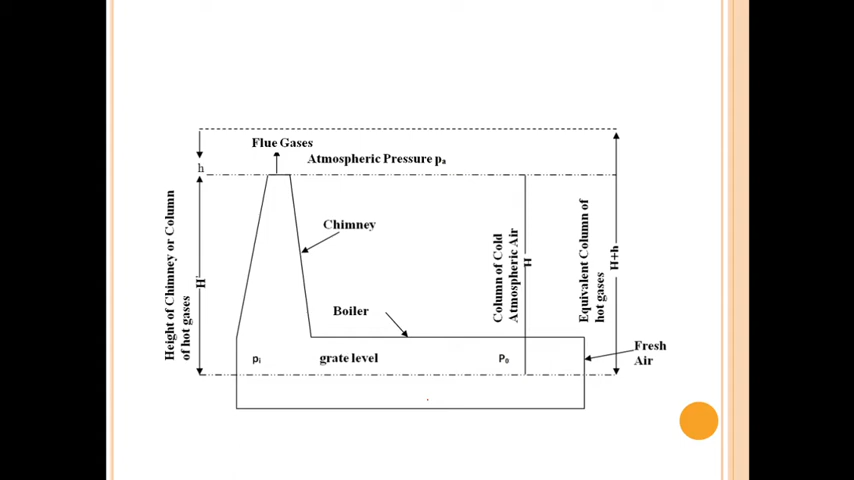 Flue Gases
Atmospheric Pressure pa
h
Chimney
Height of Chimney or Column
of hot gases
H
Column of Cold
Atmospheric Air
H
Equivalent Column of
hot gases
H+h
Boiler
Fresh
Air
pi
grate level
P0